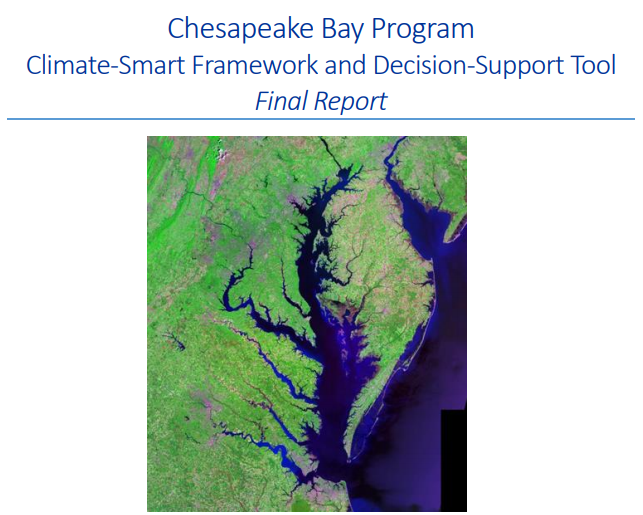 Chesapeake Bay Program
Climate-Smart Framework and Decision-Support Tool
Final Report